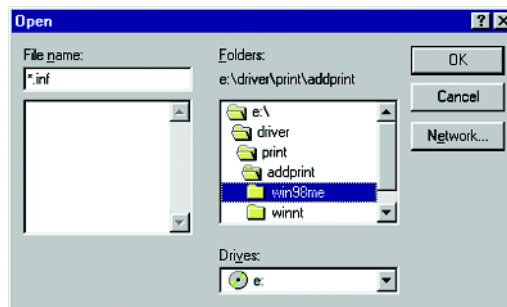 Open
File name:
*.inf
Folders:
e:\driver\print\addprint
e:\
driver
print
addprint
win98me
winnt
Drives:
e:
OK
Cancel
Network...